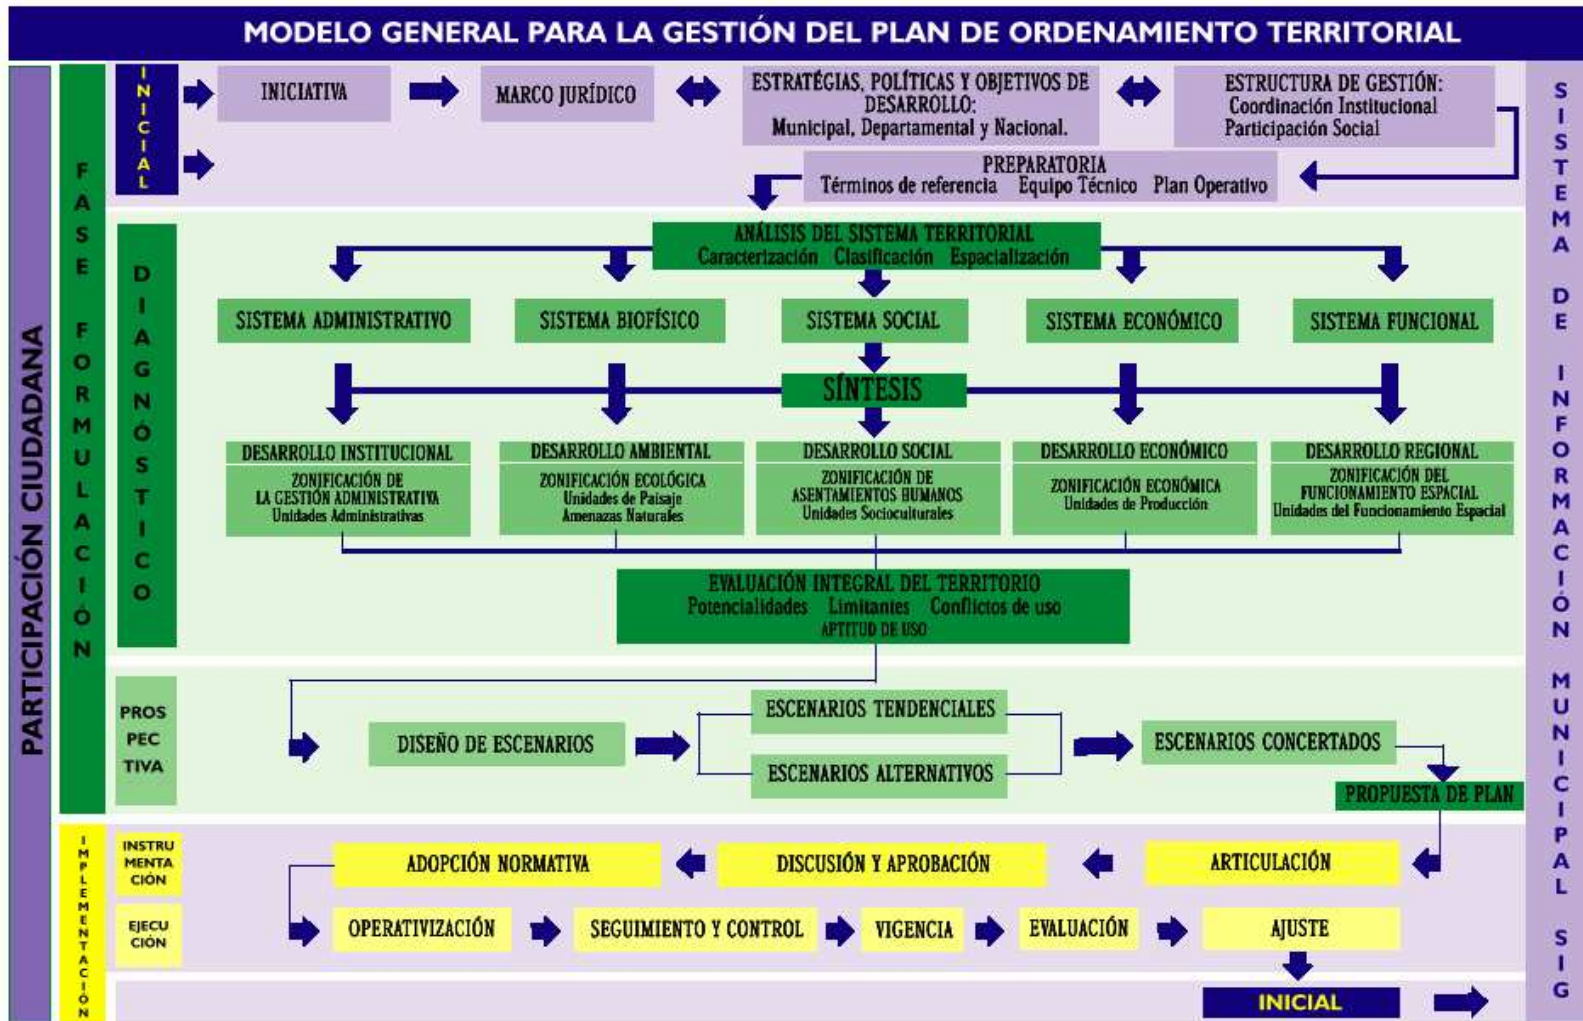 MODELO GENERAL PARA LA GESTIÓN DEL PLAN DE ORDENAMIENTO TERRITORIAL
PARTICIPACIÓN CIUDADANA
FASE FORMULACIÓN
INICIAL
INICIATIVA
MARCO JURÍDICO
ESTRATÉGIAS, POLÍTICAS Y OBJETIVOS DE
DESARROLLO:
Municipal, Departamental y Nacional.
ESTRUCTURA DE GESTIÓN:
Coordinación Institucional
Participación Social
PREPARATORIA
Términos de referencia Equipo Técnico Plan Operativo
DIAGNÓSTICO
ANÁLISIS DEL SISTEMA TERRITORIAL
Caracterización Clasificación Espacialización
SISTEMA ADMINISTRATIVO
SISTEMA BIOFÍSICO
SISTEMA SOCIAL
SISTEMA ECONÓMICO
SISTEMA FUNCIONAL
SÍNTESIS
DESARROLLO INSTITUCIONAL
ZONIFICACIÓN DE
LA GESTIÓN ADMINISTRATIVA
Unidades Administrativas
DESARROLLO AMBIENTAL
ZONIFICACIÓN ECOLÓGICA
Unidades de Paisaje
Amenazas Naturales
DESARROLLO SOCIAL
ZONIFICACIÓN DE
ASENTAMIENTOS HUMANOS
Unidades Socioculturales
DESARROLLO ECONÓMICO
ZONIFICACIÓN ECONÓMICA
Unidades de Producción
DESARROLLO REGIONAL
ZONIFICACIÓN DEL
FUNCIONAMIENTO ESPACIAL
Unidades del Funcionamiento Espacial
EVALUACIÓN INTEGRAL DEL TERRITORIO
Potencialidades Limitantes Conflictos de uso
APTITUD DE USO
PROS
PEC
TIVA
DISEÑO DE ESCENARIOS
ESCENARIOS TENDENCIALES
ESCENARIOS ALTERNATIVOS
ESCENARIOS CONCERTADOS
PROPUESTA DE PLAN
IMPLEMENTACIÓN
INSTRU
MENTA
CIÓN
ADOPCIÓN NORMATIVA
DISCUSIÓN Y APROBACIÓN
ARTICULACIÓN
EJECU
CIÓN
OPERATIVIZACIÓN
SEGUIMIENTO Y CONTROL
VIGENCIA
EVALUACIÓN
AJUSTE
INICIAL
SISTEMA DE INFORMACIÓN MUNICIPAL SIG